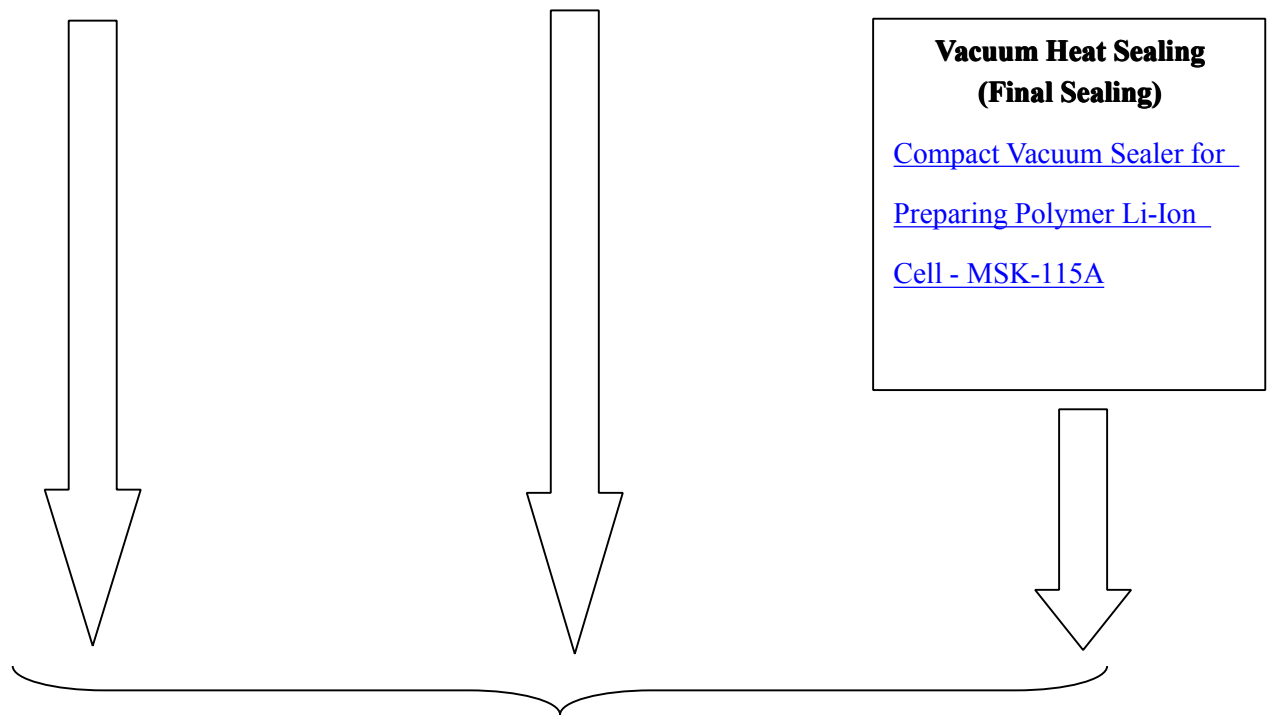 Vacuum Heat Sealing
(Final Sealing)
Compact Vacuum Sealer for
Preparing Polymer Li-Ion
Cell - MSK-115A